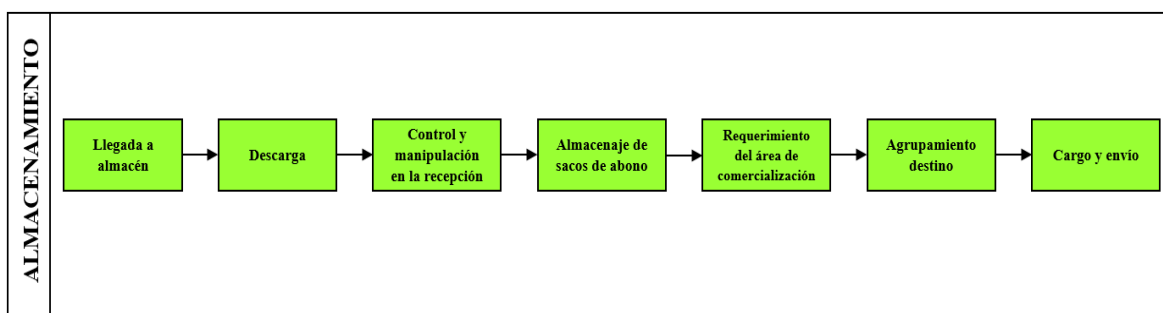 ALMACENAMIENTO
Llegada a
almacén
Descarga
Control y
manipulación
en la recepción
Almacenaje de
sacos de abono
Requerimiento
del área de
comercialización
Agrupamiento
destino
Cargo y envío